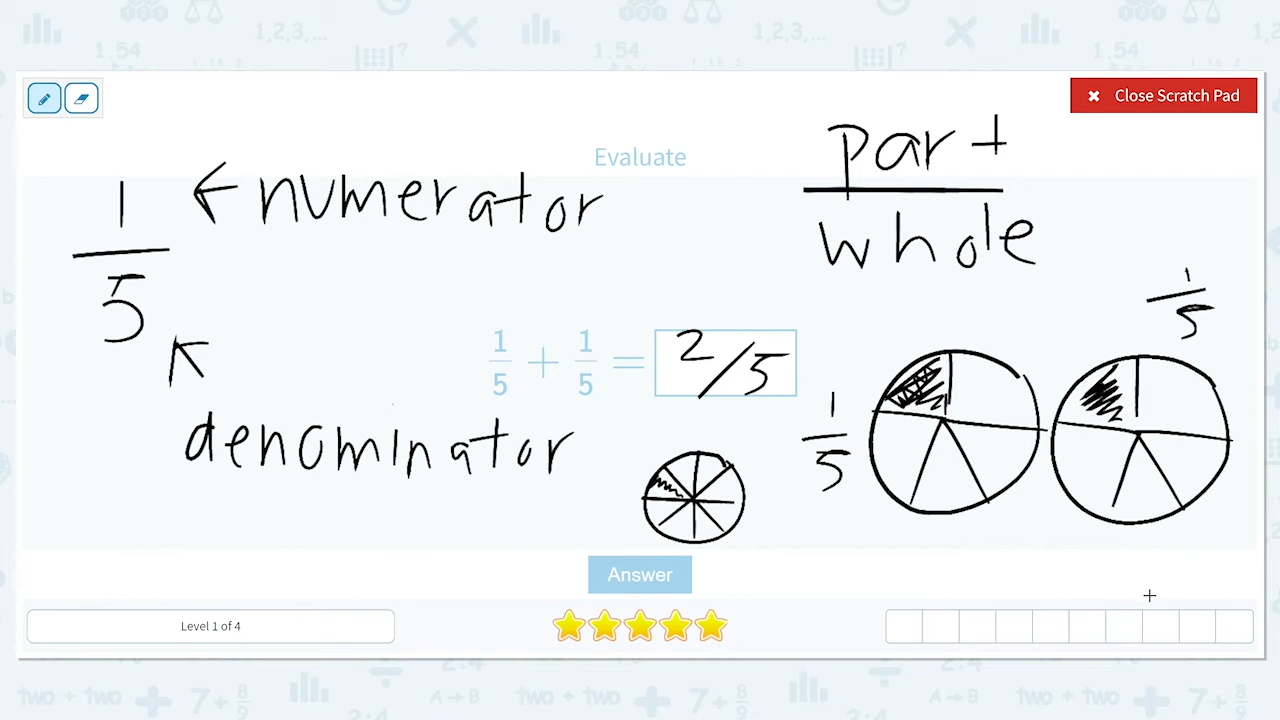 Close Scratch Pad
Evaluate
part
whole
1
5
numerator
denominator
1/5 + 1/5 = 2/5
1
5
1
5
Answer
Level 1 of 4